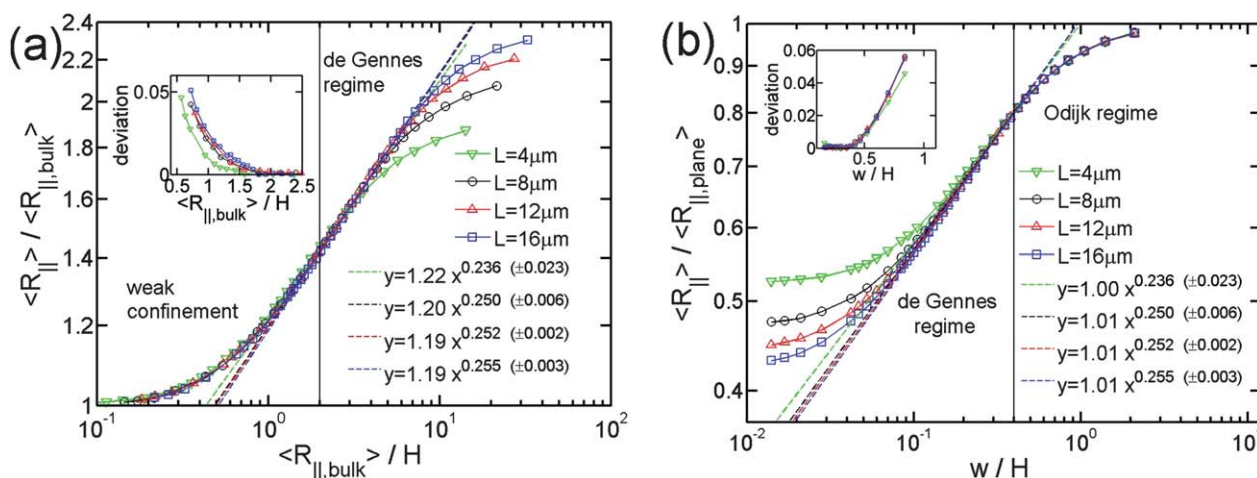 (a)
2.4
2.2
2
1.8
1.6
1.4
1.2
1
<R||> / <R||,bulk>
0.05
0
deviation
0.5 1 1.5 2 2.5
<R||,bulk> / H
de Gennes
regime
weak
confinement
L=4μm
L=8μm
L=12μm
L=16μm
y=1.22 x^0.236 (±0.023)
y=1.20 x^0.250 (±0.006)
y=1.19 x^0.252 (±0.002)
y=1.19 x^0.255 (±0.003)
10^-1 10^0 10^1 10^2
<R||,bulk> / H
(b)
1
0.9
0.8
0.7
0.6
0.5
0.4
<R||> / <R||,plane>
0.06
0.04
0.02
0
deviation
0.5 1
w / H
Odijk regime
de Gennes
regime
L=4μm
L=8μm
L=12μm
L=16μm
y=1.00 x^0.236 (±0.023)
y=1.01 x^0.250 (±0.006)
y=1.01 x^0.252 (±0.002)
y=1.01 x^0.255 (±0.003)
10^-2 10^-1 10^0 10^1
w / H